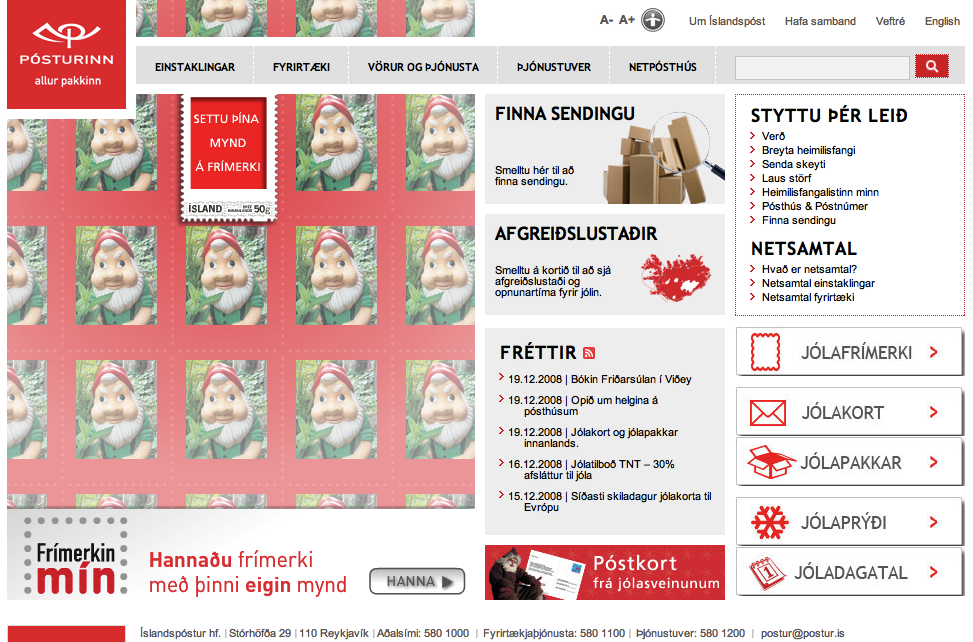 PÓSTURINN
allur pakkinn
A- A+
Um Íslandspóst
Hafa samband
Veftré
English
EINSTAKLINGAR
FYRIRTÆKI
VÖRUR OG ÞJÓNUSTA
ÞJÓNUSTUVER
NETPÓSTHÚS
SETTU ÞÍNA
MYND
Á FRÍMERKI
ÍSLAND
50g
Frímerkin
mín
Hannaðu frímerki
með þinni eigin mynd
HANNA
FINNA SENDINGU
Smelltu hér til að
finna sendingu.
AFGREIÐSLUSTAÐIR
Smelltu á kortið til að sjá
afgreiðslustaði og
opnunartíma fyrir jólin.
FRÉTTIR
19.12.2008 | Bókin Friðarsúlan í Viðey
19.12.2008 | Opið um helgina á
pósthúsum
19.12.2008 | Jólakort og jólapakkar
innanlands.
16.12.2008 | Jólatilboð TNT – 30%
afsláttur til jóla
15.12.2008 | Síðasti skiladagur jólakorta til
Evrópu
Póstkort
frá jólasveinunum
STYTTU ÞÉR LEIÐ
Verð
Breyta heimilisfangi
Senda skeyti
Laus störf
Heimilisfangalistinn minn
Pósthús & Póstnúmer
Finna sendingu
NETSAMTAL
Hvað er netsamtal?
Netsamtal einstaklingar
Netsamtal fyrirtæki
JÓLAFRÍMERKI
JÓLAKORT
JÓLAPAKKAR
JÓLAPRÝÐI
1
JÓLADAGATAL
Íslandspóstur hf. | Stórhöfða 29 | 110 Reykjavík | Aðalsími: 580 1000 | Fyrirtækjaþjónusta: 580 1100 | Þjónustuver: 580 1200 | postur@postur.is